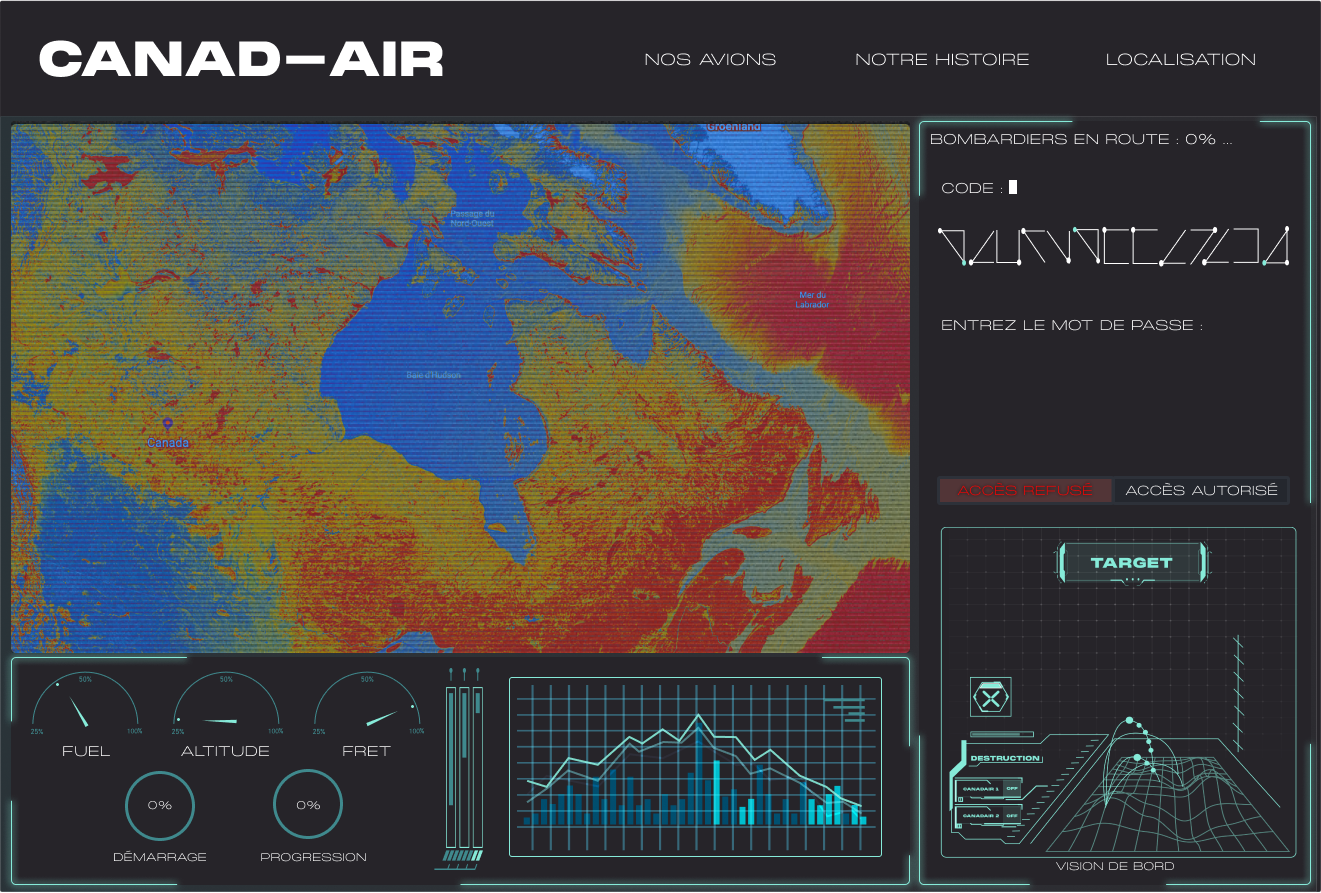 CANAD-AIR
NOS AVIONS
NOTRE HISTOIRE
LOCALISATION
Groenland
Passage du
Nord-Ouest
Mer du
Labrador
Baie d'Hudson
Canada
BOMBARDIERS EN ROUTE : 0% ...
CODE :
ENTREZ LE MOT DE PASSE :
ACCÈS REFUSÉ
ACCÈS AUTORISÉ
TARGET
DESTRUCTION
CANADAIR 1 OFF
CANADAIR 2 OFF
VISION DE BORD
50%
25% 100%
FUEL
50%
25% 100%
ALTITUDE
50%
25% 100%
FRET
0%
DÉMARRAGE
0%
PROGRESSION